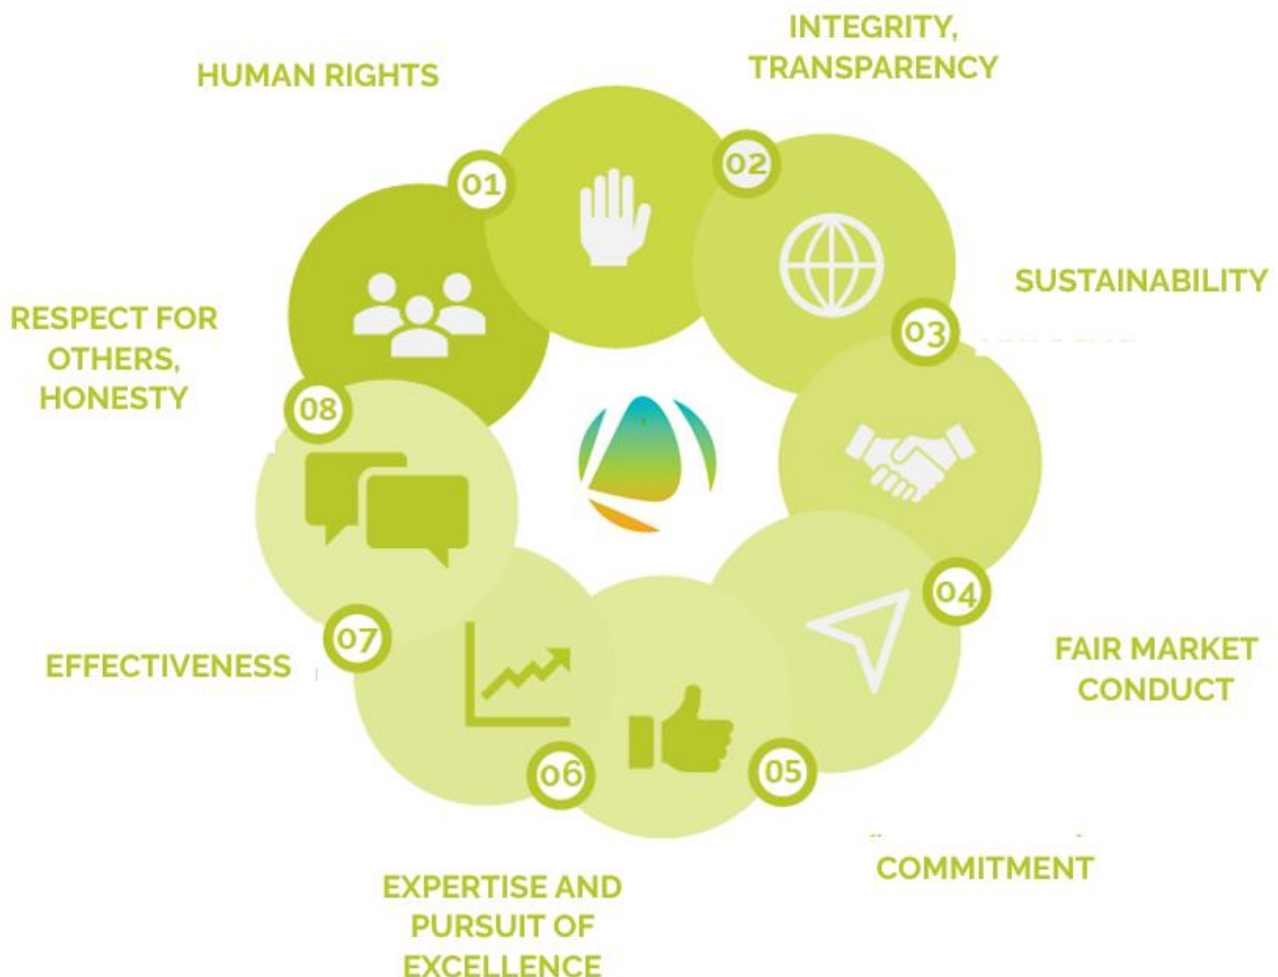 HUMAN RIGHTS
01
INTEGRITY,
TRANSPARENCY
02
SUSTAINABILITY
03
FAIR MARKET
CONDUCT
04
COMMITMENT
05
EXPERTISE AND
PURSUIT OF
EXCELLENCE
06
EFFECTIVENESS
07
RESPECT FOR
OTHERS,
HONESTY
08